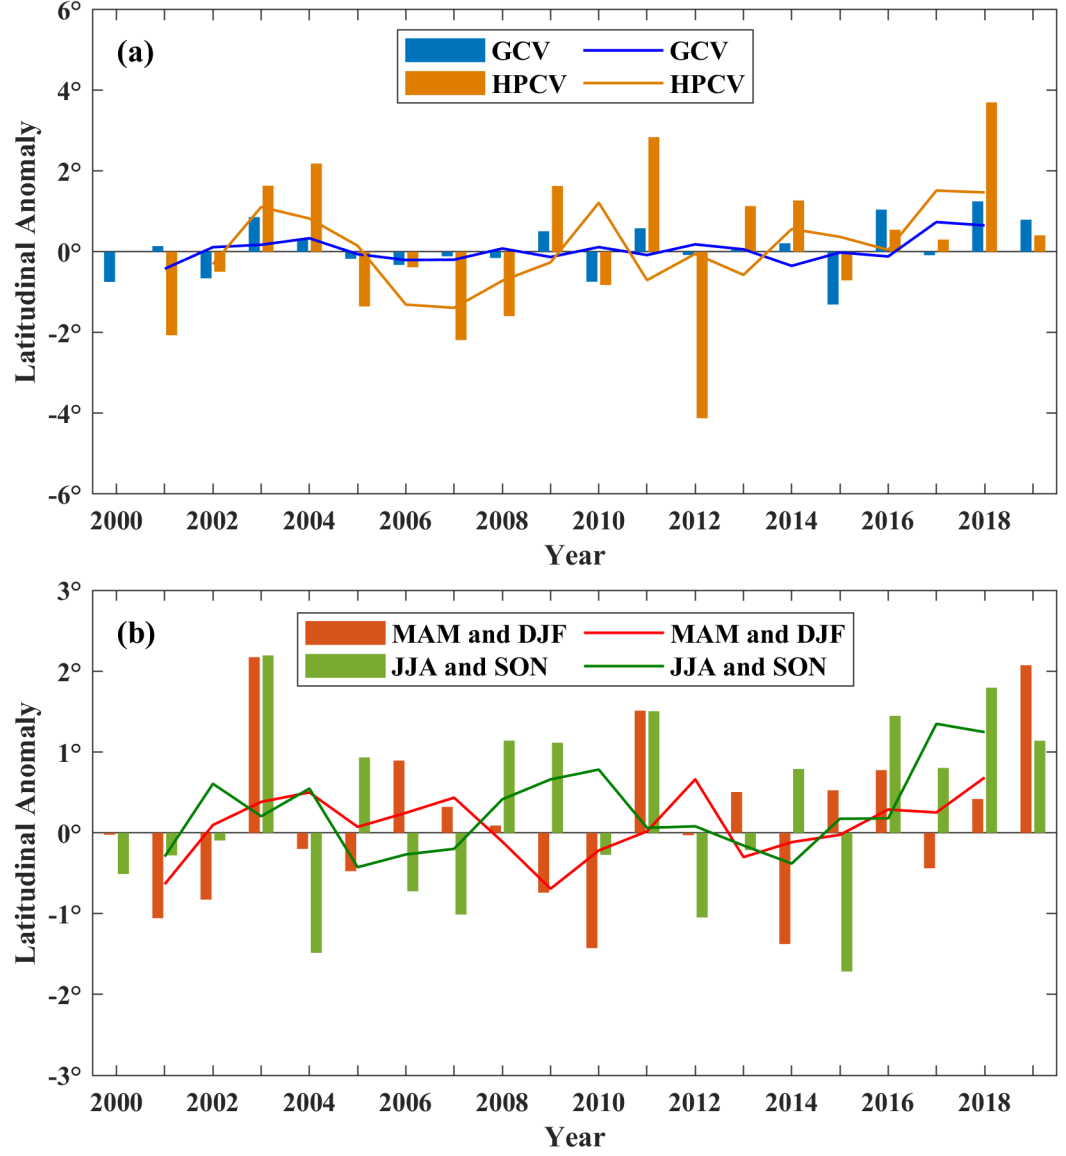 6°
(a)
GCV GCV
HPCV HPCV
4°
2°
0°
-2°
-4°
-6°
Latitudinal Anomaly
2000 2002 2004 2006 2008 2010 2012 2014 2016 2018
Year
3°
(b)
MAM and DJF MAM and DJF
JJA and SON JJA and SON
2°
1°
0°
-1°
-2°
-3°
Latitudinal Anomaly
2000 2002 2004 2006 2008 2010 2012 2014 2016 2018
Year